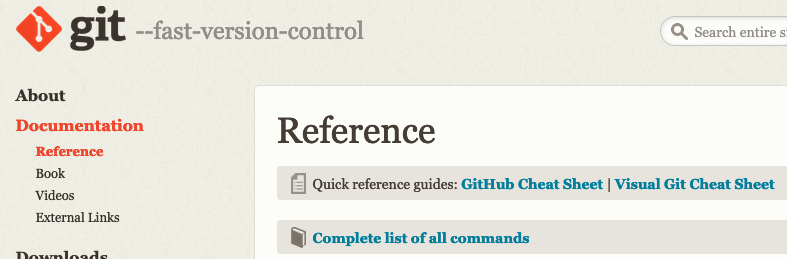 git --fast-version-control
Search entire
About
Documentation
Reference
Book
Videos
External Links
Downloads
Reference
Quick reference guides: GitHub Cheat Sheet | Visual Git Cheat Sheet
Complete list of all commands